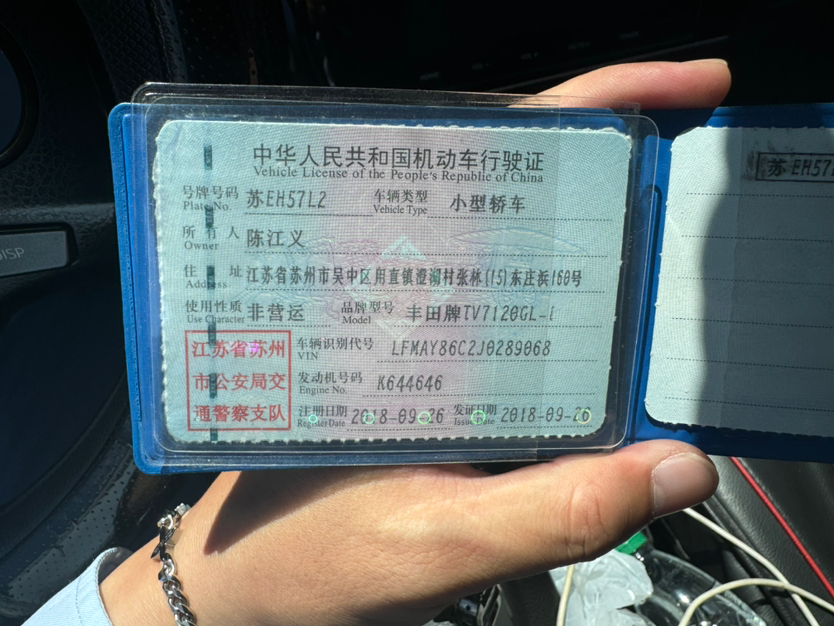 中华人民共和国机动车行驶证
Vehicle License of the People's Republic of China
号牌号码 苏EH57L2 车辆类型 小型轿车
Plate No. Vehicle Type
所有人 陈江义
Owner
住址 江苏省苏州市吴中区甪直镇澄湖村张林(15)东庄浜160号
Address
使用性质 非营运 品牌型号 丰田牌TV7120GL-i
Use Character Model
江苏省苏州
市公安局交
通警察支队
车辆识别代号 LFMAY86C2J0289068
VIN
发动机号码 K644646
Engine No.
注册日期 2018-09-26 发证日期 2018-09-26
Register Date Issue Date
苏EH57L
DISP